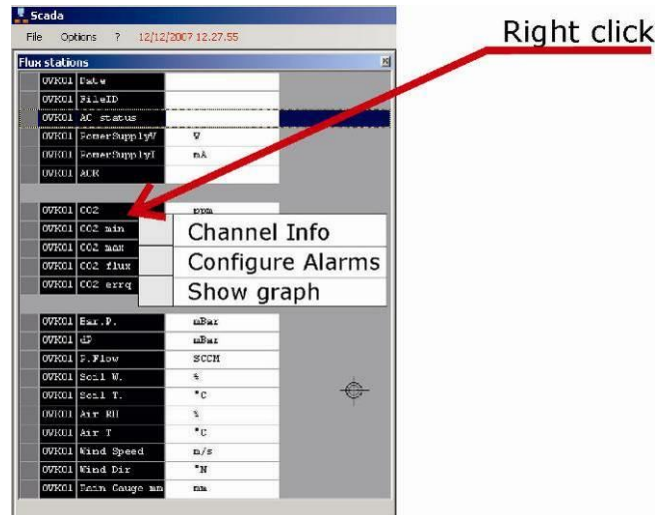 Scada
File Options ? 12/12/2007 12.27.55
Right click
Flux stations
OVK01 Date
OVK01 FileID
OVK01 AC status
OVK01 PowerSupplyV V
OVK01 PowerSupplyI mA
OVK01 ACK
OVK01 CO2 ppm
OVK01 CO2 min
OVK01 CO2 max
OVK01 CO2 flux
OVK01 CO2 errq
Channel Info
Configure Alarms
Show graph
OVK01 Bar.P. mBar
OVK01 dP mBar
OVK01 P.Flow SCCM
OVK01 Soil W. %
OVK01 Soil T. °C
OVK01 Air RH %
OVK01 Air T °C
OVK01 Wind Speed m/s
OVK01 Wind Dir °N
OVK01 Rain Gauge mm mm